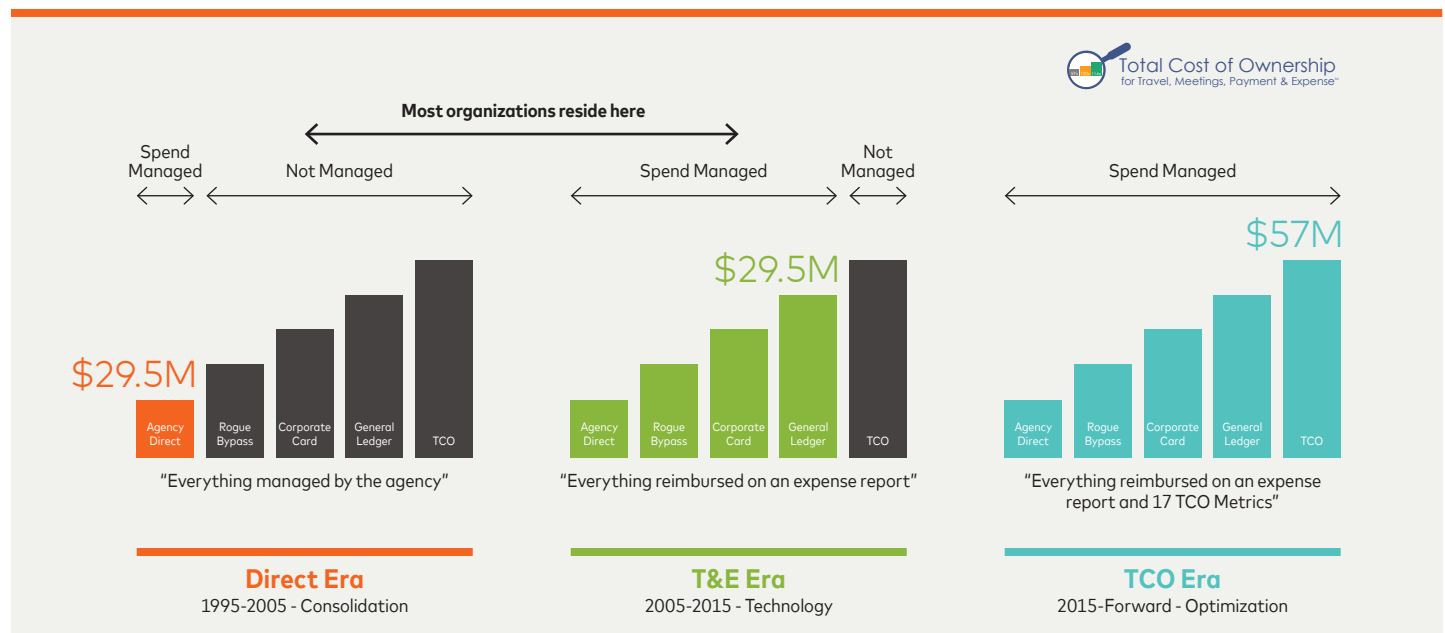 Total Cost of Ownership
for Travel, Meetings, Payment & Expense
Most organizations reside here
Spend
Managed
Not Managed
Spend Managed
Not
Managed
Spend Managed
$29.5M
Agency
Direct
Rogue
Bypass
Corporate
Card
General
Ledger
TCO
"Everything managed by the agency"
Direct Era
1995-2005 - Consolidation
$29.5M
Agency
Direct
Rogue
Bypass
Corporate
Card
General
Ledger
TCO
"Everything reimbursed on an expense report"
T&E Era
2005-2015 - Technology
$57M
Agency
Direct
Rogue
Bypass
Corporate
Card
General
Ledger
TCO
"Everything reimbursed on an expense
report and 17 TCO Metrics"
TCO Era
2015-Forward - Optimization